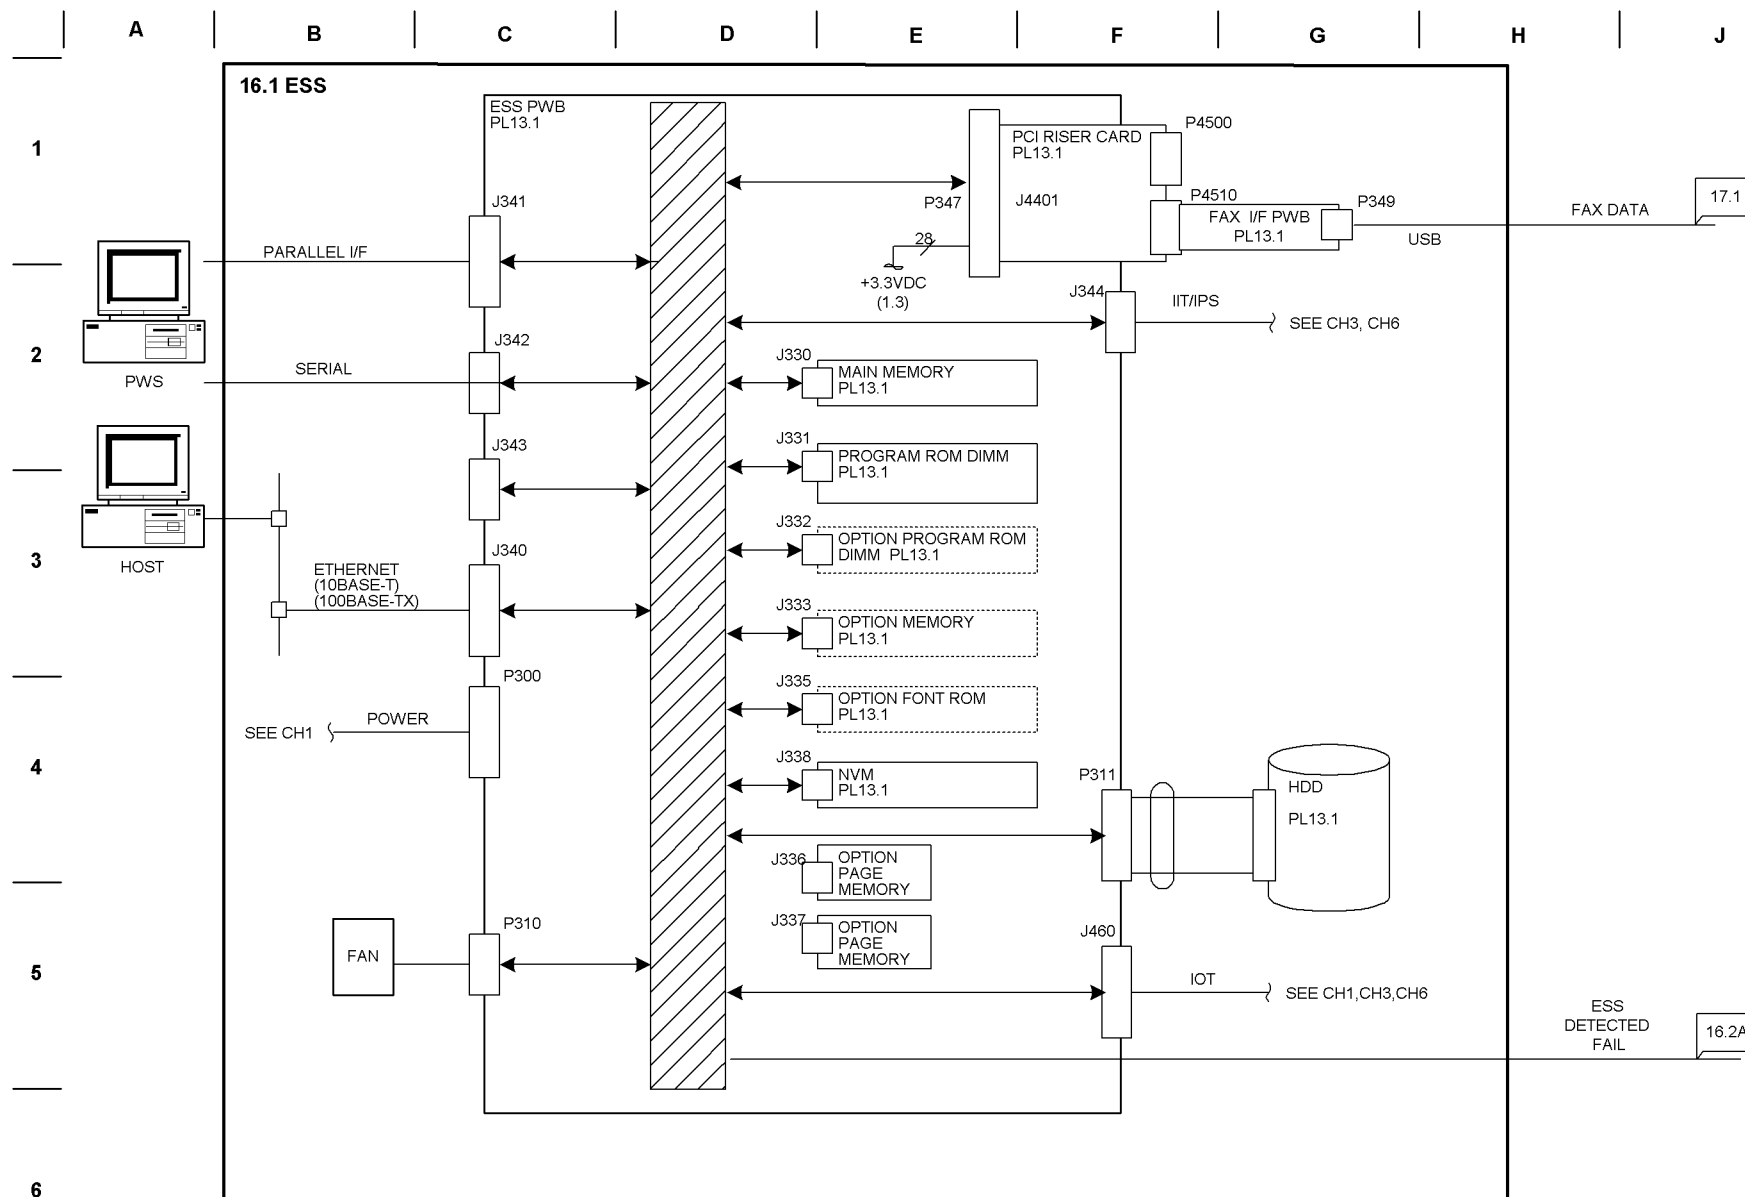 A B C D E F G H J
16.1 ESS
1
ESS PWB
PL13.1
PCI RISER CARD
PL13.1
P4500
J341
P347
J4401
P4510
FAX I/F PWB
PL13.1
P349
FAX DATA
17.1
USB
28
PARALLEL I/F
+3.3VDC
(1.3)
J344
IIT/IPS
SEE CH3, CH6
2
J342
PWS
SERIAL
J330
MAIN MEMORY
PL13.1
J343
J331
PROGRAM ROM DIMM
PL13.1
3
HOST
J332
OPTION PROGRAM ROM
DIMM PL13.1
J340
ETHERNET
(10BASE-T)
(100BASE-TX)
J333
OPTION MEMORY
PL13.1
P300
J335
OPTION FONT ROM
PL13.1
SEE CH1
POWER
4
J338
NVM
PL13.1
P311
HDD
PL13.1
J336
OPTION
PAGE
MEMORY
P310
J337
OPTION
PAGE
MEMORY
J460
5
FAN
IOT
SEE CH1,CH3,CH6
ESS
DETECTED
FAIL
16.2A
6